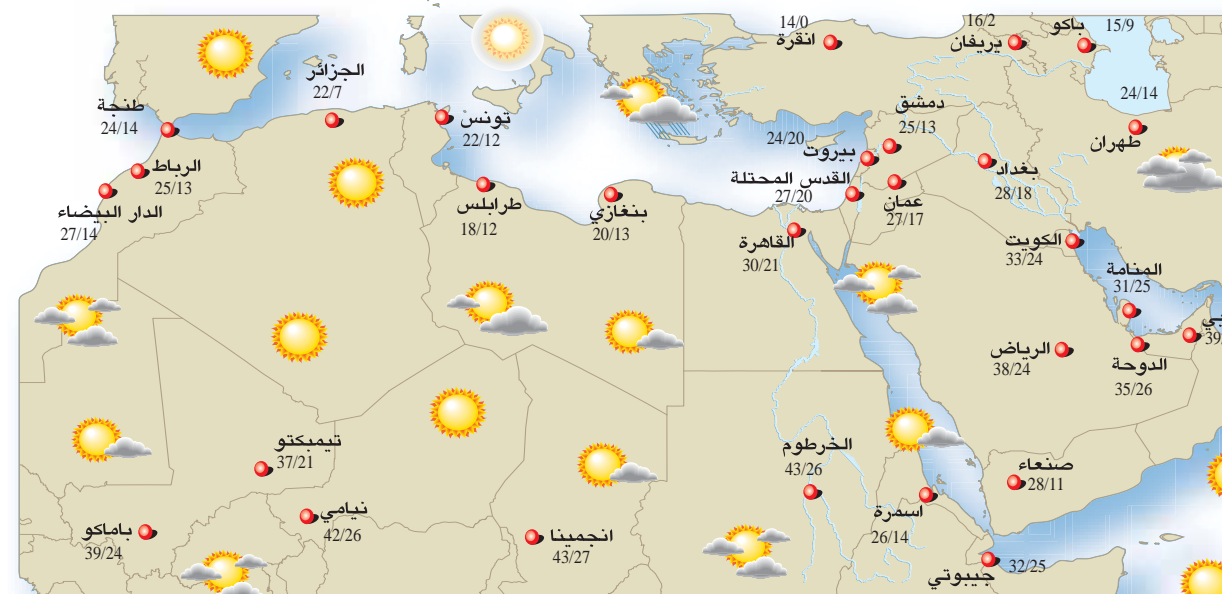 14/0
انقرة
16/2
يريفان
باكو
15/9
الجزائر
22/7
طنجة
24/14
تونس
22/12
دمشق
25/13
24/14
طهران
24/20
بيروت
الرباط
25/13
القدس المحتلة
27/20
بغداد
28/18
الدار البيضاء
27/14
طرابلس
18/12
بنغازي
20/13
عمان
27/17
القاهرة
30/21
الكويت
33/24
المنامة
31/25
الرياض
38/24
الدوحة
35/26
بي
39
تيمبكتو
37/21
الخرطوم
43/26
صنعاء
28/11
نيامي
42/26
باماكو
39/24
انجمينا
43/27
اسمرة
26/14
32/25
جيبوتي